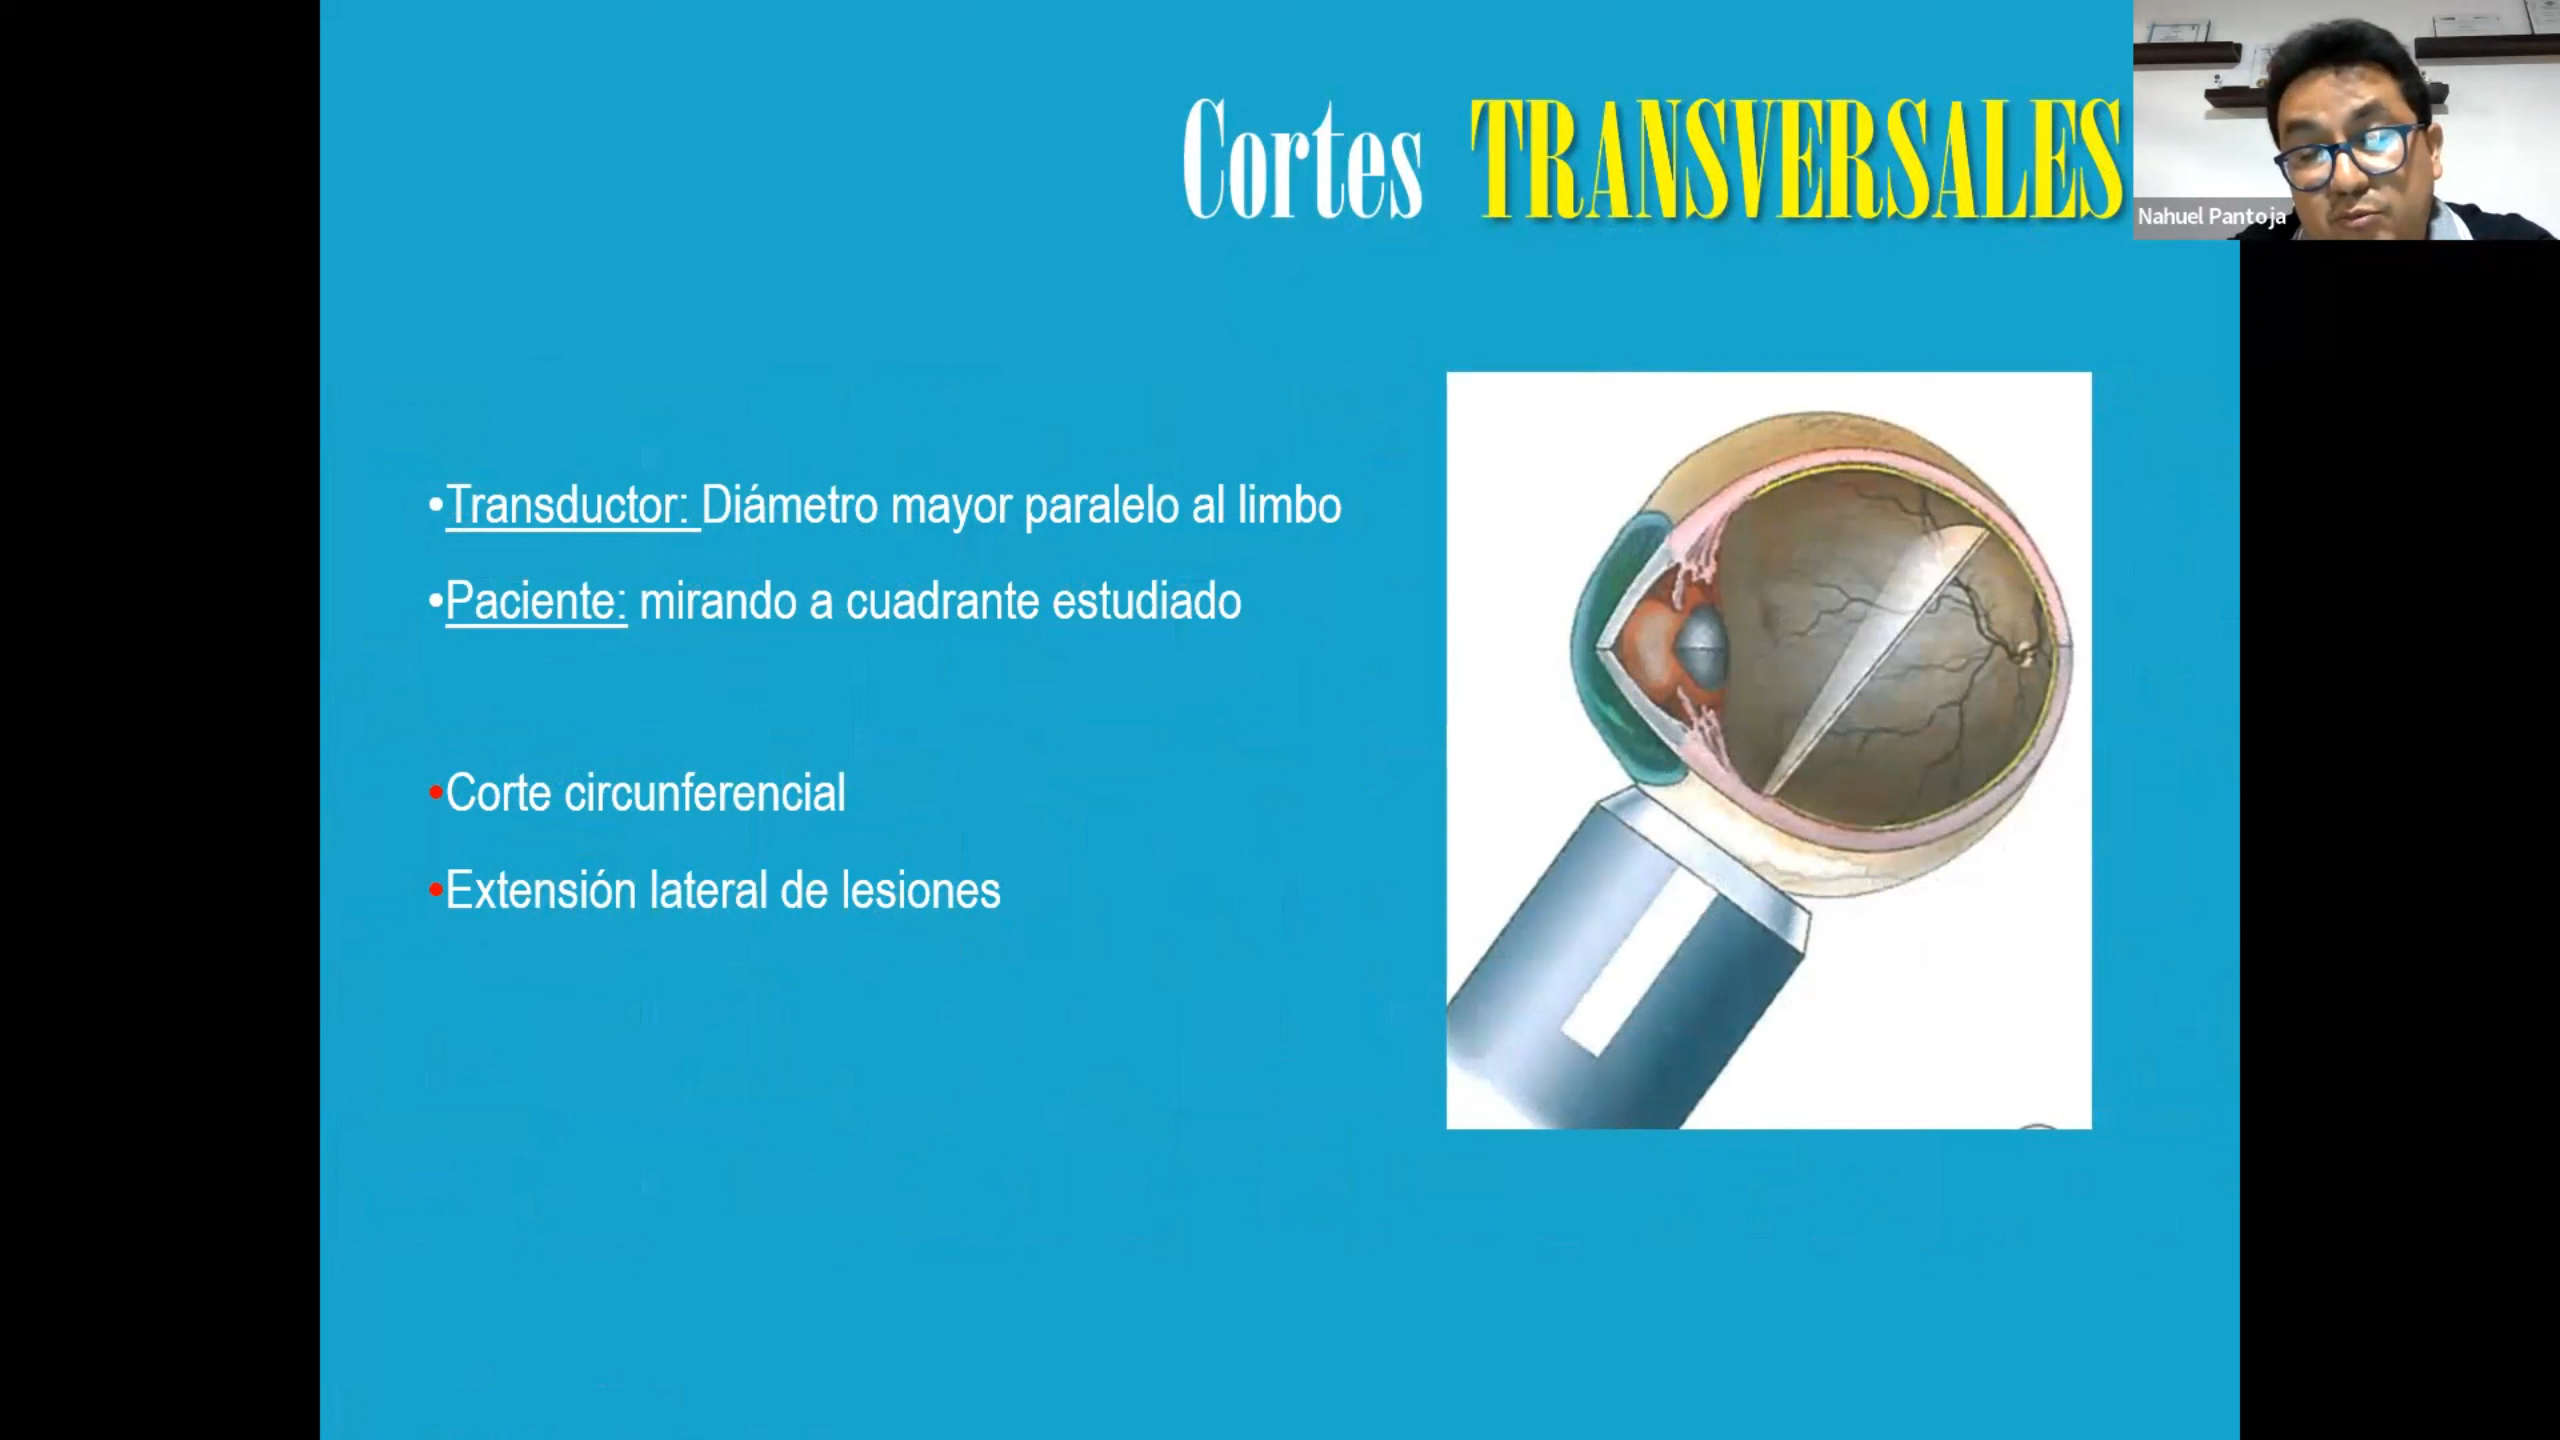 Cortes TRANSVERSALES
Nahuel Pantoja
•Transductor: Diámetro mayor paralelo al limbo
•Paciente: mirando a cuadrante estudiado
•Corte circunferencial
•Extensión lateral de lesiones